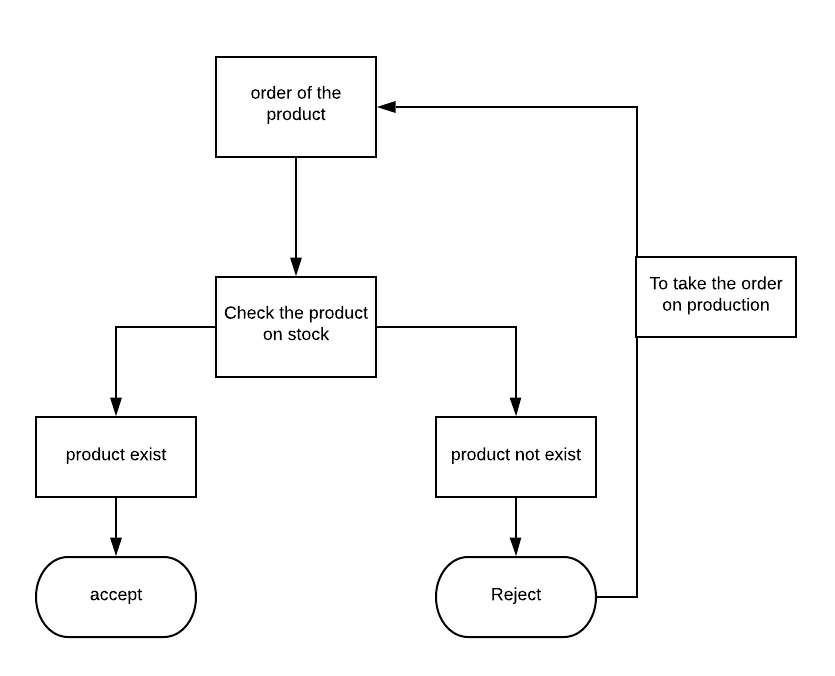 order of the
product
To take the order
on production
Check the product
on stock
product exist
product not exist
accept
Reject